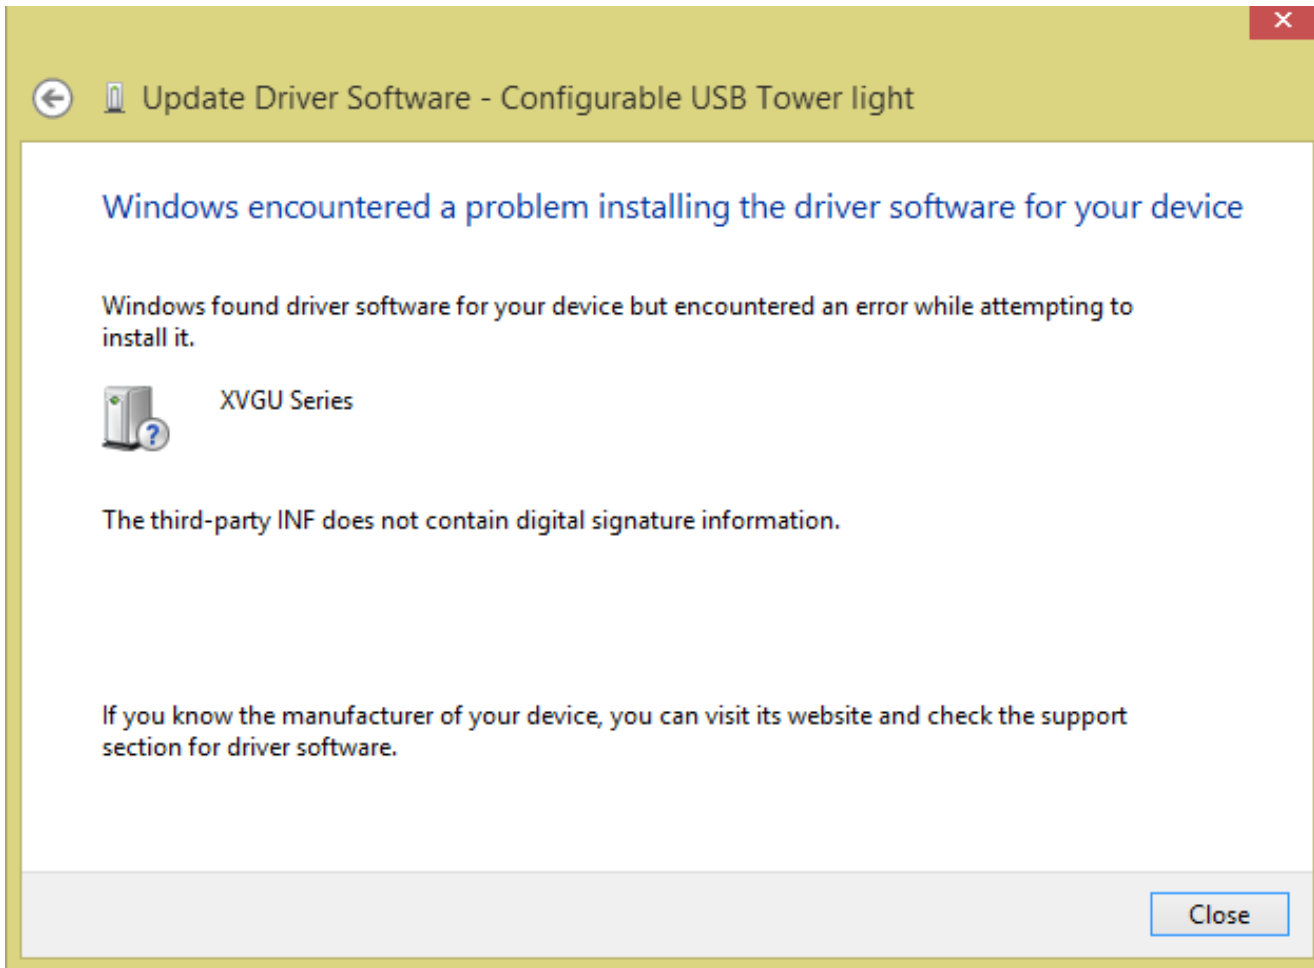 Update Driver Software - Configurable USB Tower light
Windows encountered a problem installing the driver software for your device
Windows found driver software for your device but encountered an error while attempting to
install it.
XVGU Series
The third-party INF does not contain digital signature information.
If you know the manufacturer of your device, you can visit its website and check the support
section for driver software.
Close